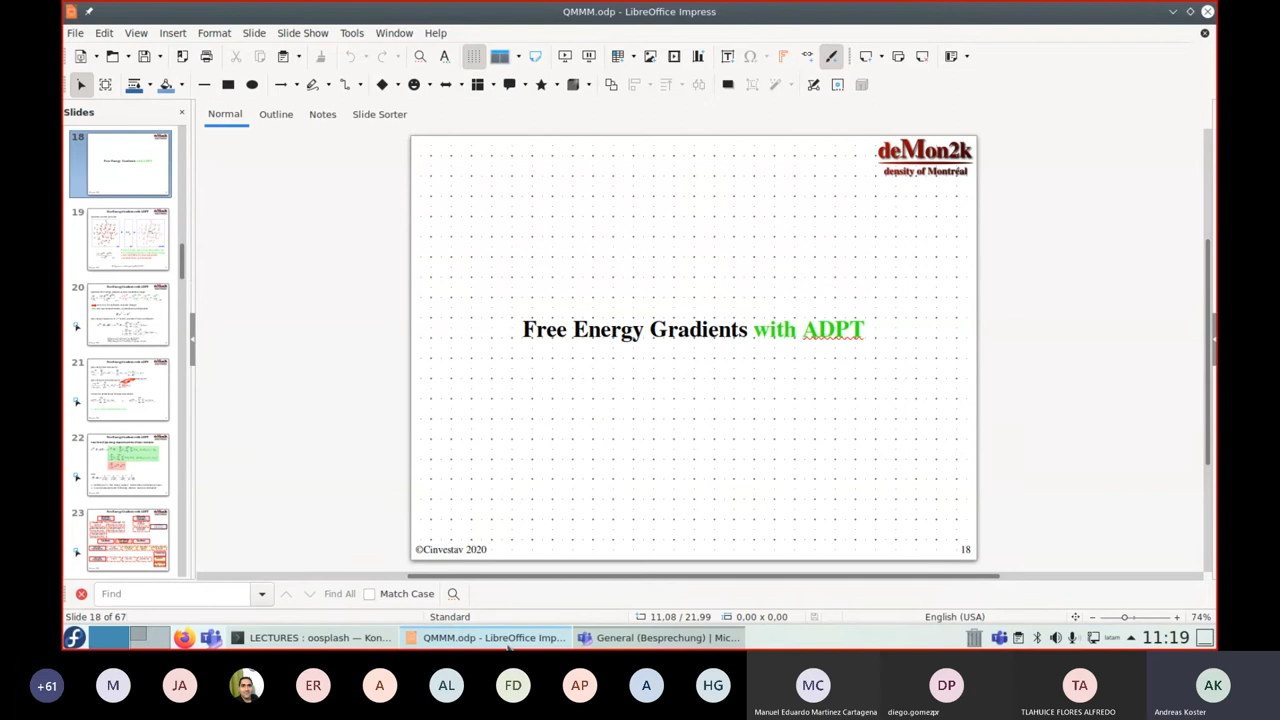 QMMM.odp - LibreOffice Impress
File Edit View Insert Format Slide Slide Show Tools Window Help
Slides
Normal Outline Notes Slide Sorter
18
19
20
21
22
23
deMon2k
density of Montréal
Free Energy Gradients with ADPT
©Cinvestav 2020 18
Find Find All Match Case
Slide 18 of 67 Standard 11,08 / 21,99 0,00 x 0,00 English (USA) 74%
LECTURES : oosplash — Kon... QMMM.odp - LibreOffice Imp... General (Besprechung) | Mic... latam 11:19
+61 M JA ER A AL FD AP A HG MC DP TA AK
Manuel Eduardo Martinez Cartagena diego.gomezpr TLAHUICE FLORES ALFREDO Andreas Koster